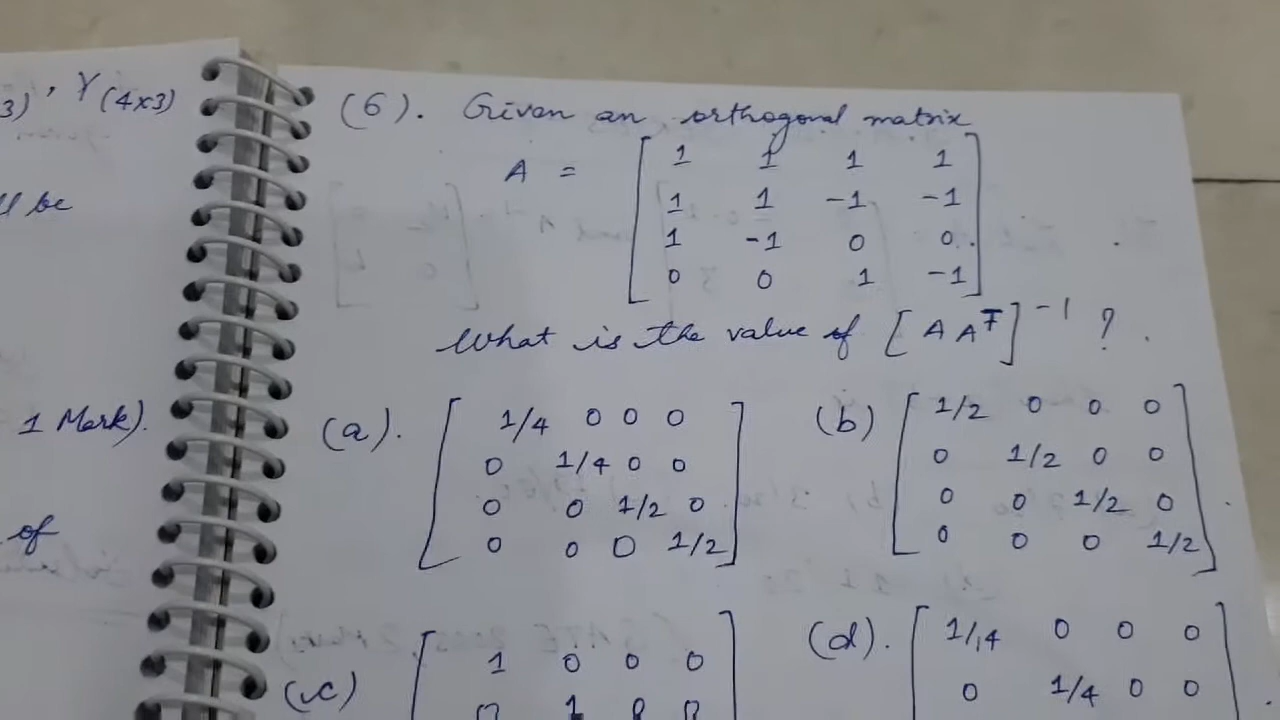 3) , Y(4x3)
ll be
1 Mark).
of
(6). Given an orthogonal matrix
A = [ 1 1 1 1
1 1 -1 -1
1 -1 0 0
0 0 1 -1 ]
What is the value of [A A^T]^-1 ?
(a). [ 1/4 0 0 0
0 1/4 0 0
0 0 1/2 0
0 0 0 1/2 ]
(b) [ 1/2 0 0 0
0 1/2 0 0
0 0 1/2 0
0 0 0 1/2 ]
(c) [ 1 0 0 0
0 1 0 0
(d). [ 1/4 0 0 0
0 1/4 0 0